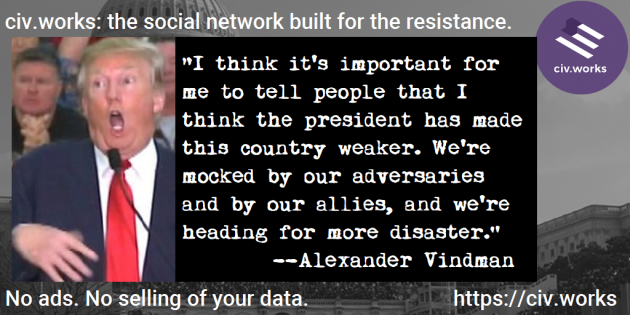 civ.works: the social network built for the resistance.
civ.works
"I think it's important for
me to tell people that I
think the president has made
this country weaker. We're
mocked by our adversaries
and by our allies, and we're
heading for more disaster."
--Alexander Vindman
No ads. No selling of your data.
https://civ.works